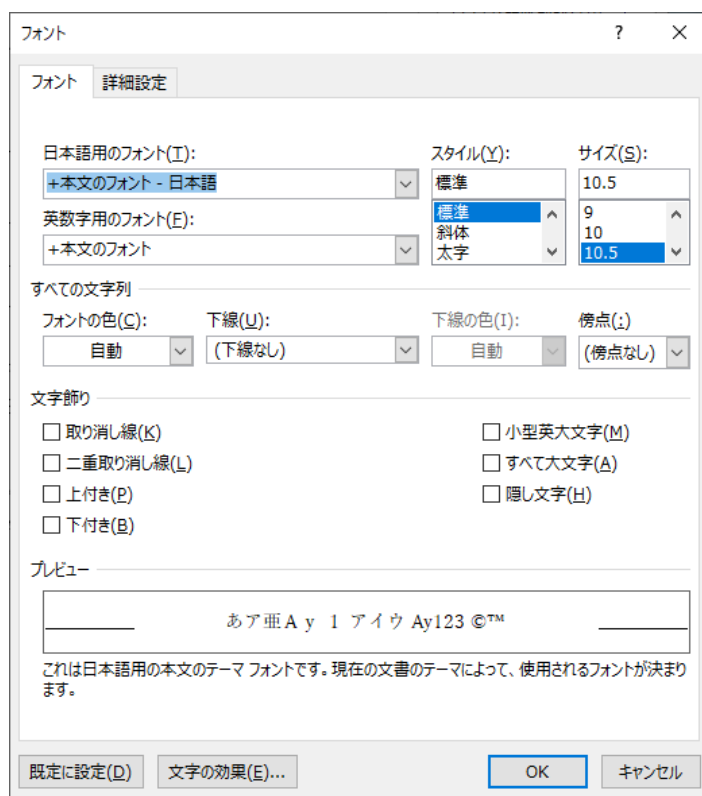 フォント
? ×
フォント 詳細設定
日本語用のフォント(T): スタイル(Y): サイズ(S):
+本文のフォント - 日本語 標準 10.5
標準 9
英数字用のフォント(F): 斜体 10
+本文のフォント 太字 10.5
すべての文字列
フォントの色(C): 下線(U): 下線の色(I): 傍点(:)
自動 (下線なし) 自動 (傍点なし)
文字飾り
取り消し線(K) 小型英大文字(M)
二重取り消し線(L) すべて大文字(A)
上付き(P) 隠し文字(H)
下付き(B)
プレビュー
あア亜Ay 1 アイウ Ay123 ©™
これは日本語用の本文のテーマ フォントです。現在の文書のテーマによって、使用されるフォントが決まり
ます。
既定に設定(D) 文字の効果(E)... OK キャンセル